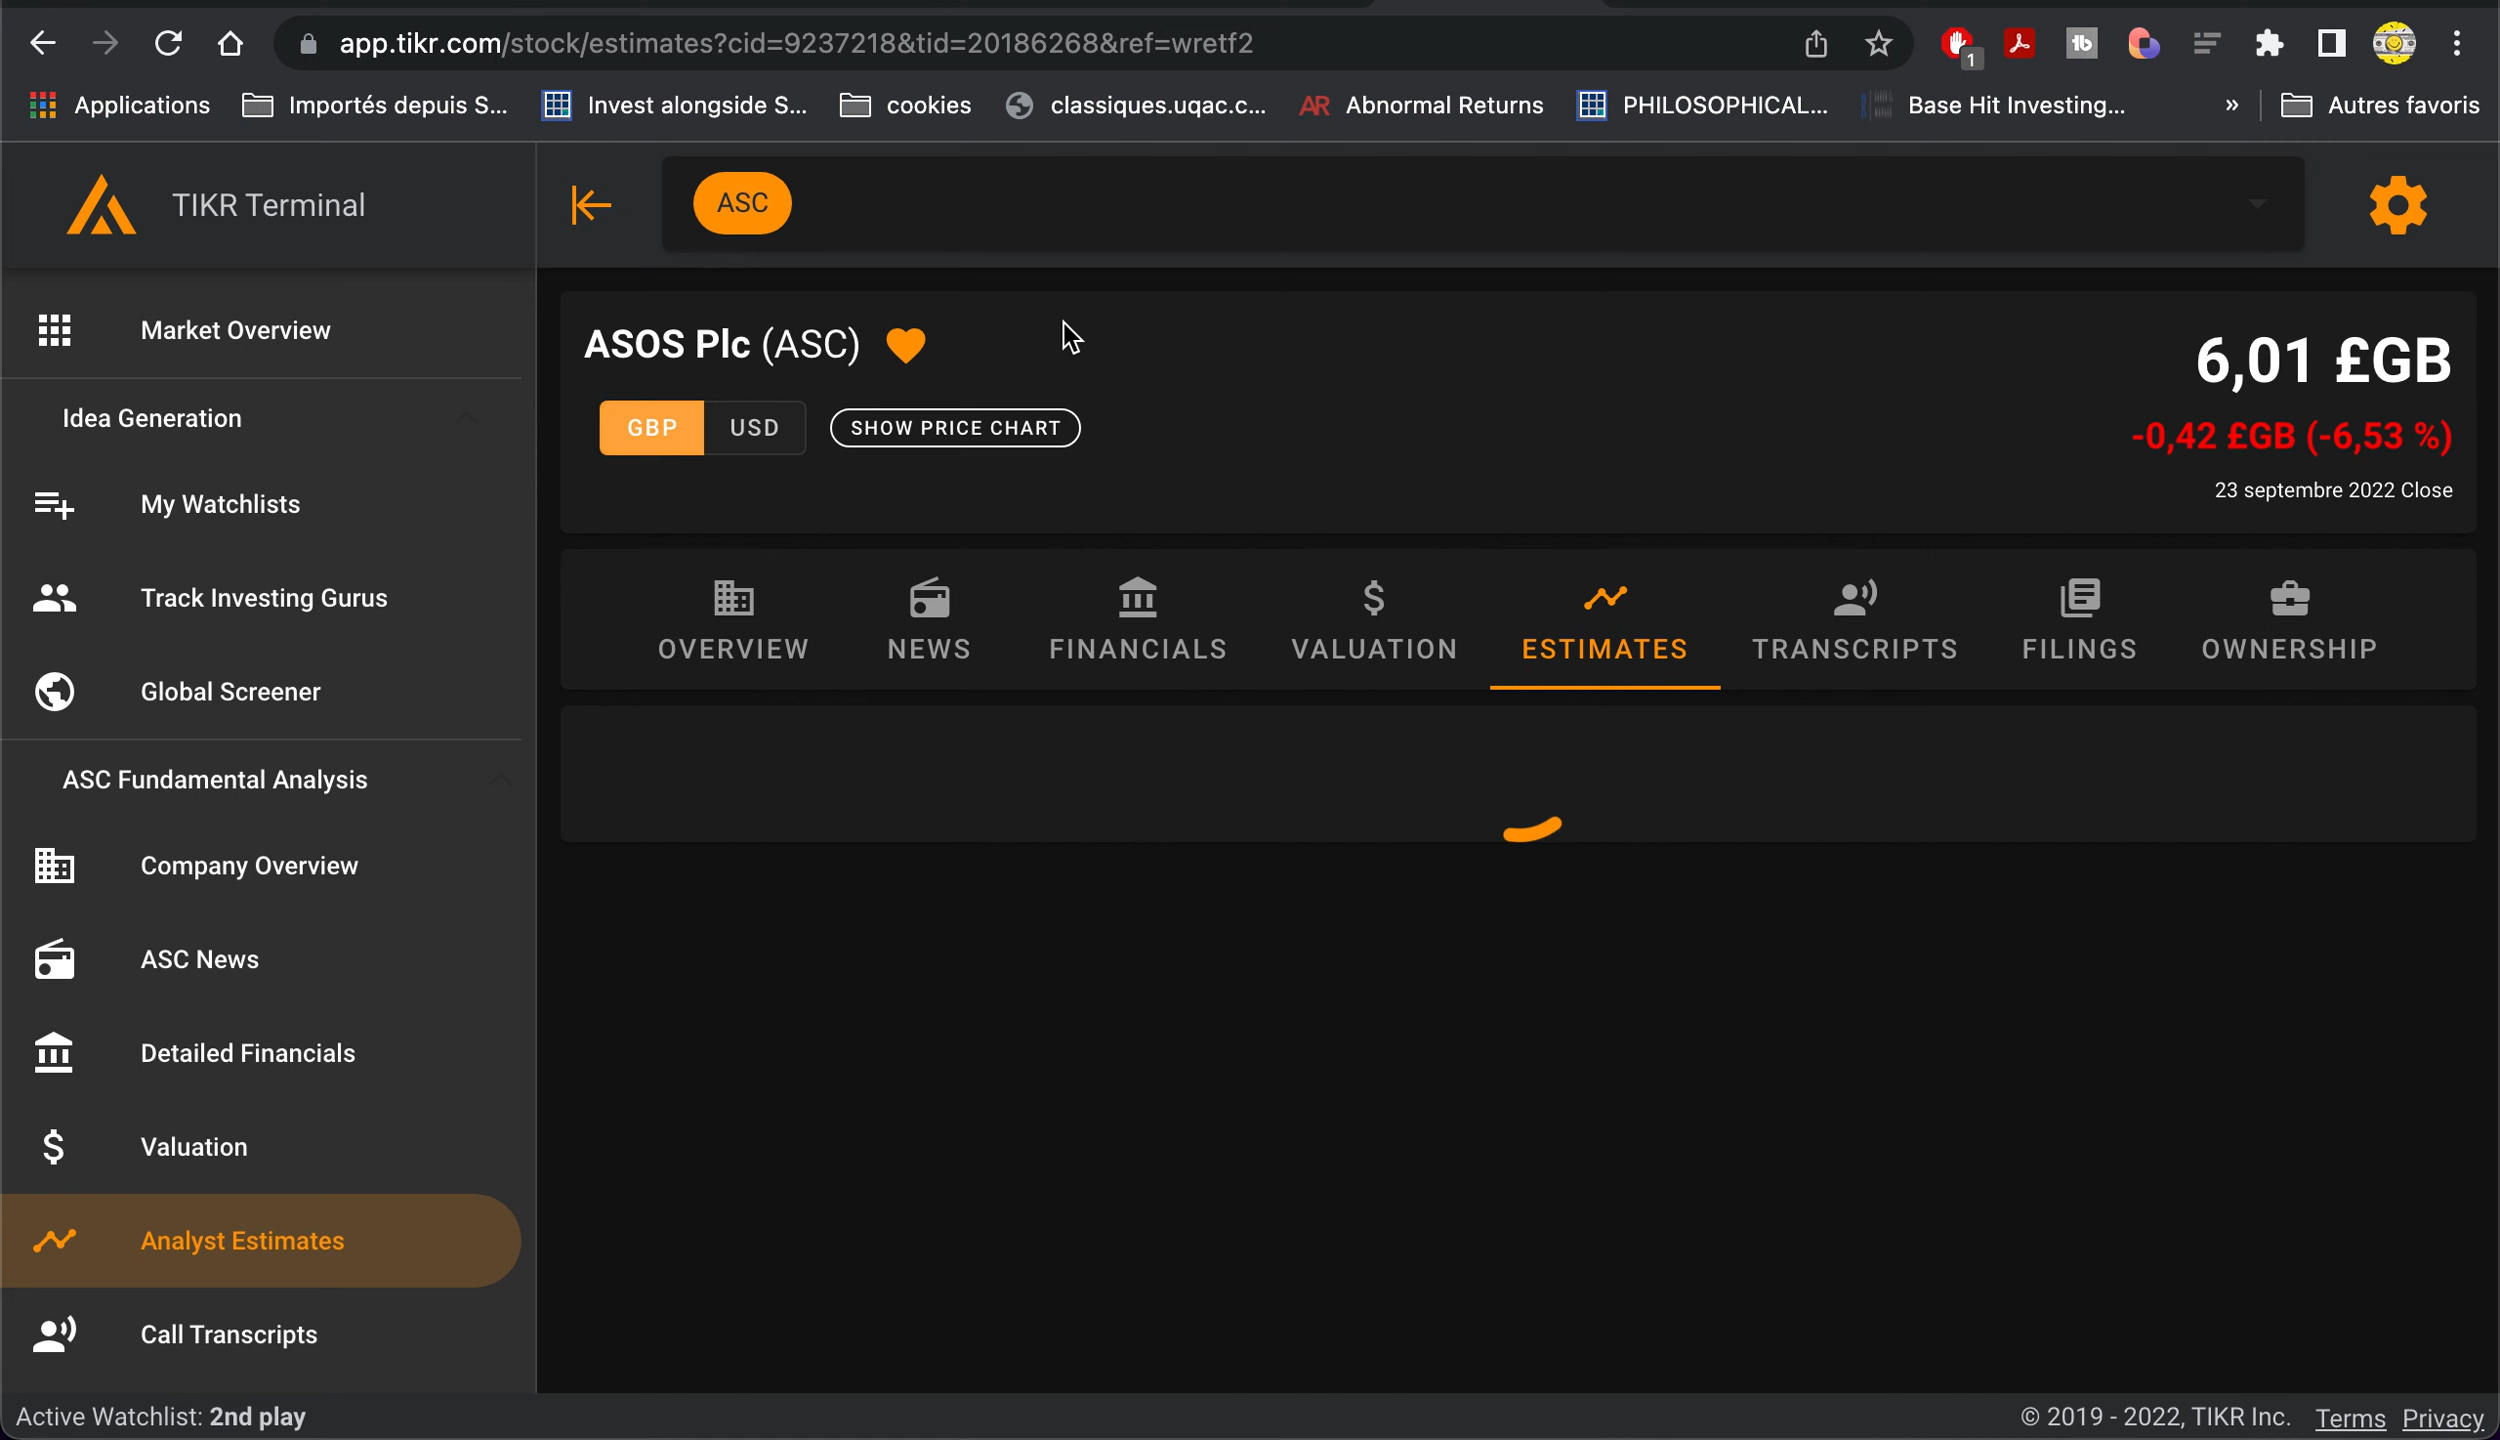 app.tikr.com/stock/estimates?cid=9237218&tid=20186268&ref=wretf2
1
Applications
Importés depuis S...
Invest alongside S...
cookies
classiques.uqac.c...
AR Abnormal Returns
PHILOSOPHICAL...
Base Hit Investing...
»
Autres favoris
TIKR Terminal
ASC
Market Overview
Idea Generation
My Watchlists
Track Investing Gurus
Global Screener
ASC Fundamental Analysis
Company Overview
ASC News
Detailed Financials
Valuation
Analyst Estimates
Call Transcripts
ASOS Plc (ASC)
GBP USD SHOW PRICE CHART
6,01 £GB
-0,42 £GB (-6,53 %)
23 septembre 2022 Close
OVERVIEW NEWS FINANCIALS VALUATION ESTIMATES TRANSCRIPTS FILINGS OWNERSHIP
Active Watchlist: 2nd play
© 2019 - 2022, TIKR Inc. Terms Privacy